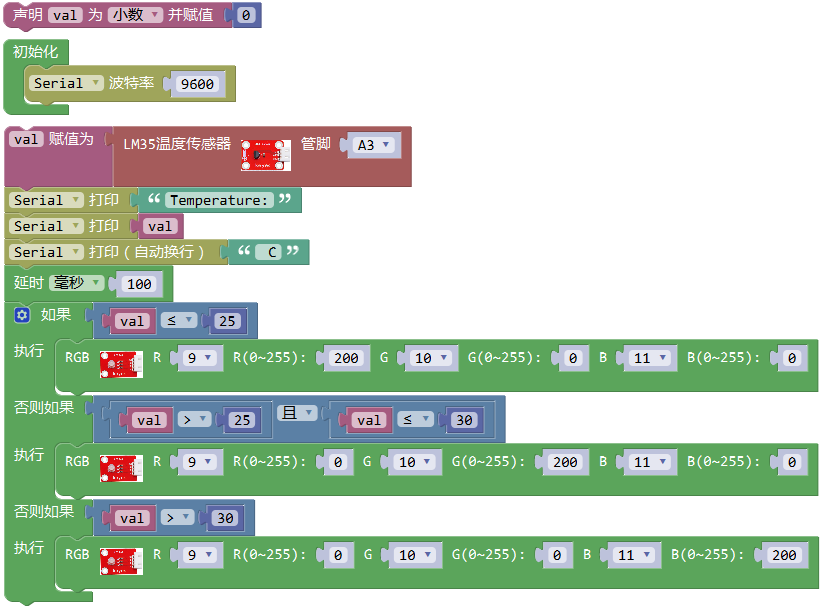 声明 val 为 小数 并赋值 0
初始化
Serial 波特率 9600
val 赋值为 LM35温度传感器 管脚 A3
Serial 打印 “ Temperature: ”
Serial 打印 val
Serial 打印（自动换行） “ C ”
延时 毫秒 100
如果 val ≤ 25
执行 RGB R 9 R(0~255): 200 G 10 G(0~255): 0 B 11 B(0~255): 0
否则如果 val > 25 且 val ≤ 30
执行 RGB R 9 R(0~255): 0 G 10 G(0~255): 200 B 11 B(0~255): 0
否则如果 val > 30
执行 RGB R 9 R(0~255): 0 G 10 G(0~255): 0 B 11 B(0~255): 200